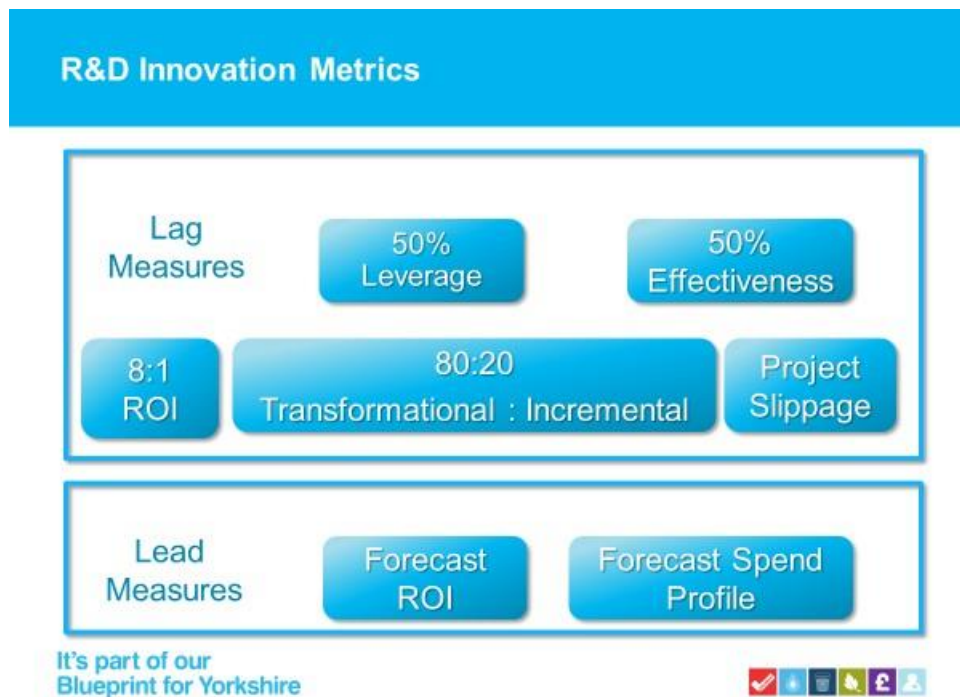 R&D Innovation Metrics
Lag
Measures
50%
Leverage
50%
Effectiveness
8:1
ROI
80:20
Transformational : Incremental
Project
Slippage
Lead
Measures
Forecast
ROI
Forecast Spend
Profile
It's part of our
Blueprint for Yorkshire
£